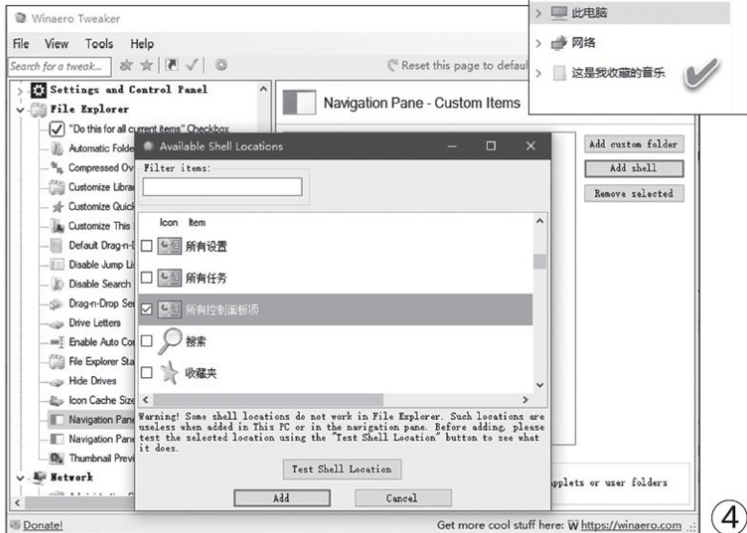 Winaero Tweaker
File View Tools Help
Search for a tweak...
Reset this page to defaul
此电脑
网络
这是我收藏的音乐
Settings and Control Panel
File Explorer
"Do this for all current items" Checkbox
Automatic Folde
Compressed Ov
Customize Librar
Customize Quick
Customize This
Default Drag-n-D
Disable Jump Lis
Disable Search
Drag-n-Drop Sen
Drive Letters
Enable Auto Co
File Explorer Sta
Hide Drives
Icon Cache Size
Navigation Pane
Navigation Pane
Thumbnail Previ
Network
Donate!
Navigation Pane - Custom Items
Add custom folder
Add shell
Remove selected
Available Shell Locations
Filter items:
Icon Item
所有设置
所有任务
所有控制面板项
搜索
收藏夹
Warning! Some shell locations do not work in File Explorer. Such locations are
useless when added in This PC or in the navigation pane. Before adding, please
test the selected location using the "Test Shell Location" button to see what
it does.
Test Shell Location
Add Cancel
applets or user folders
Get more cool stuff here: W https://winaero.com
④